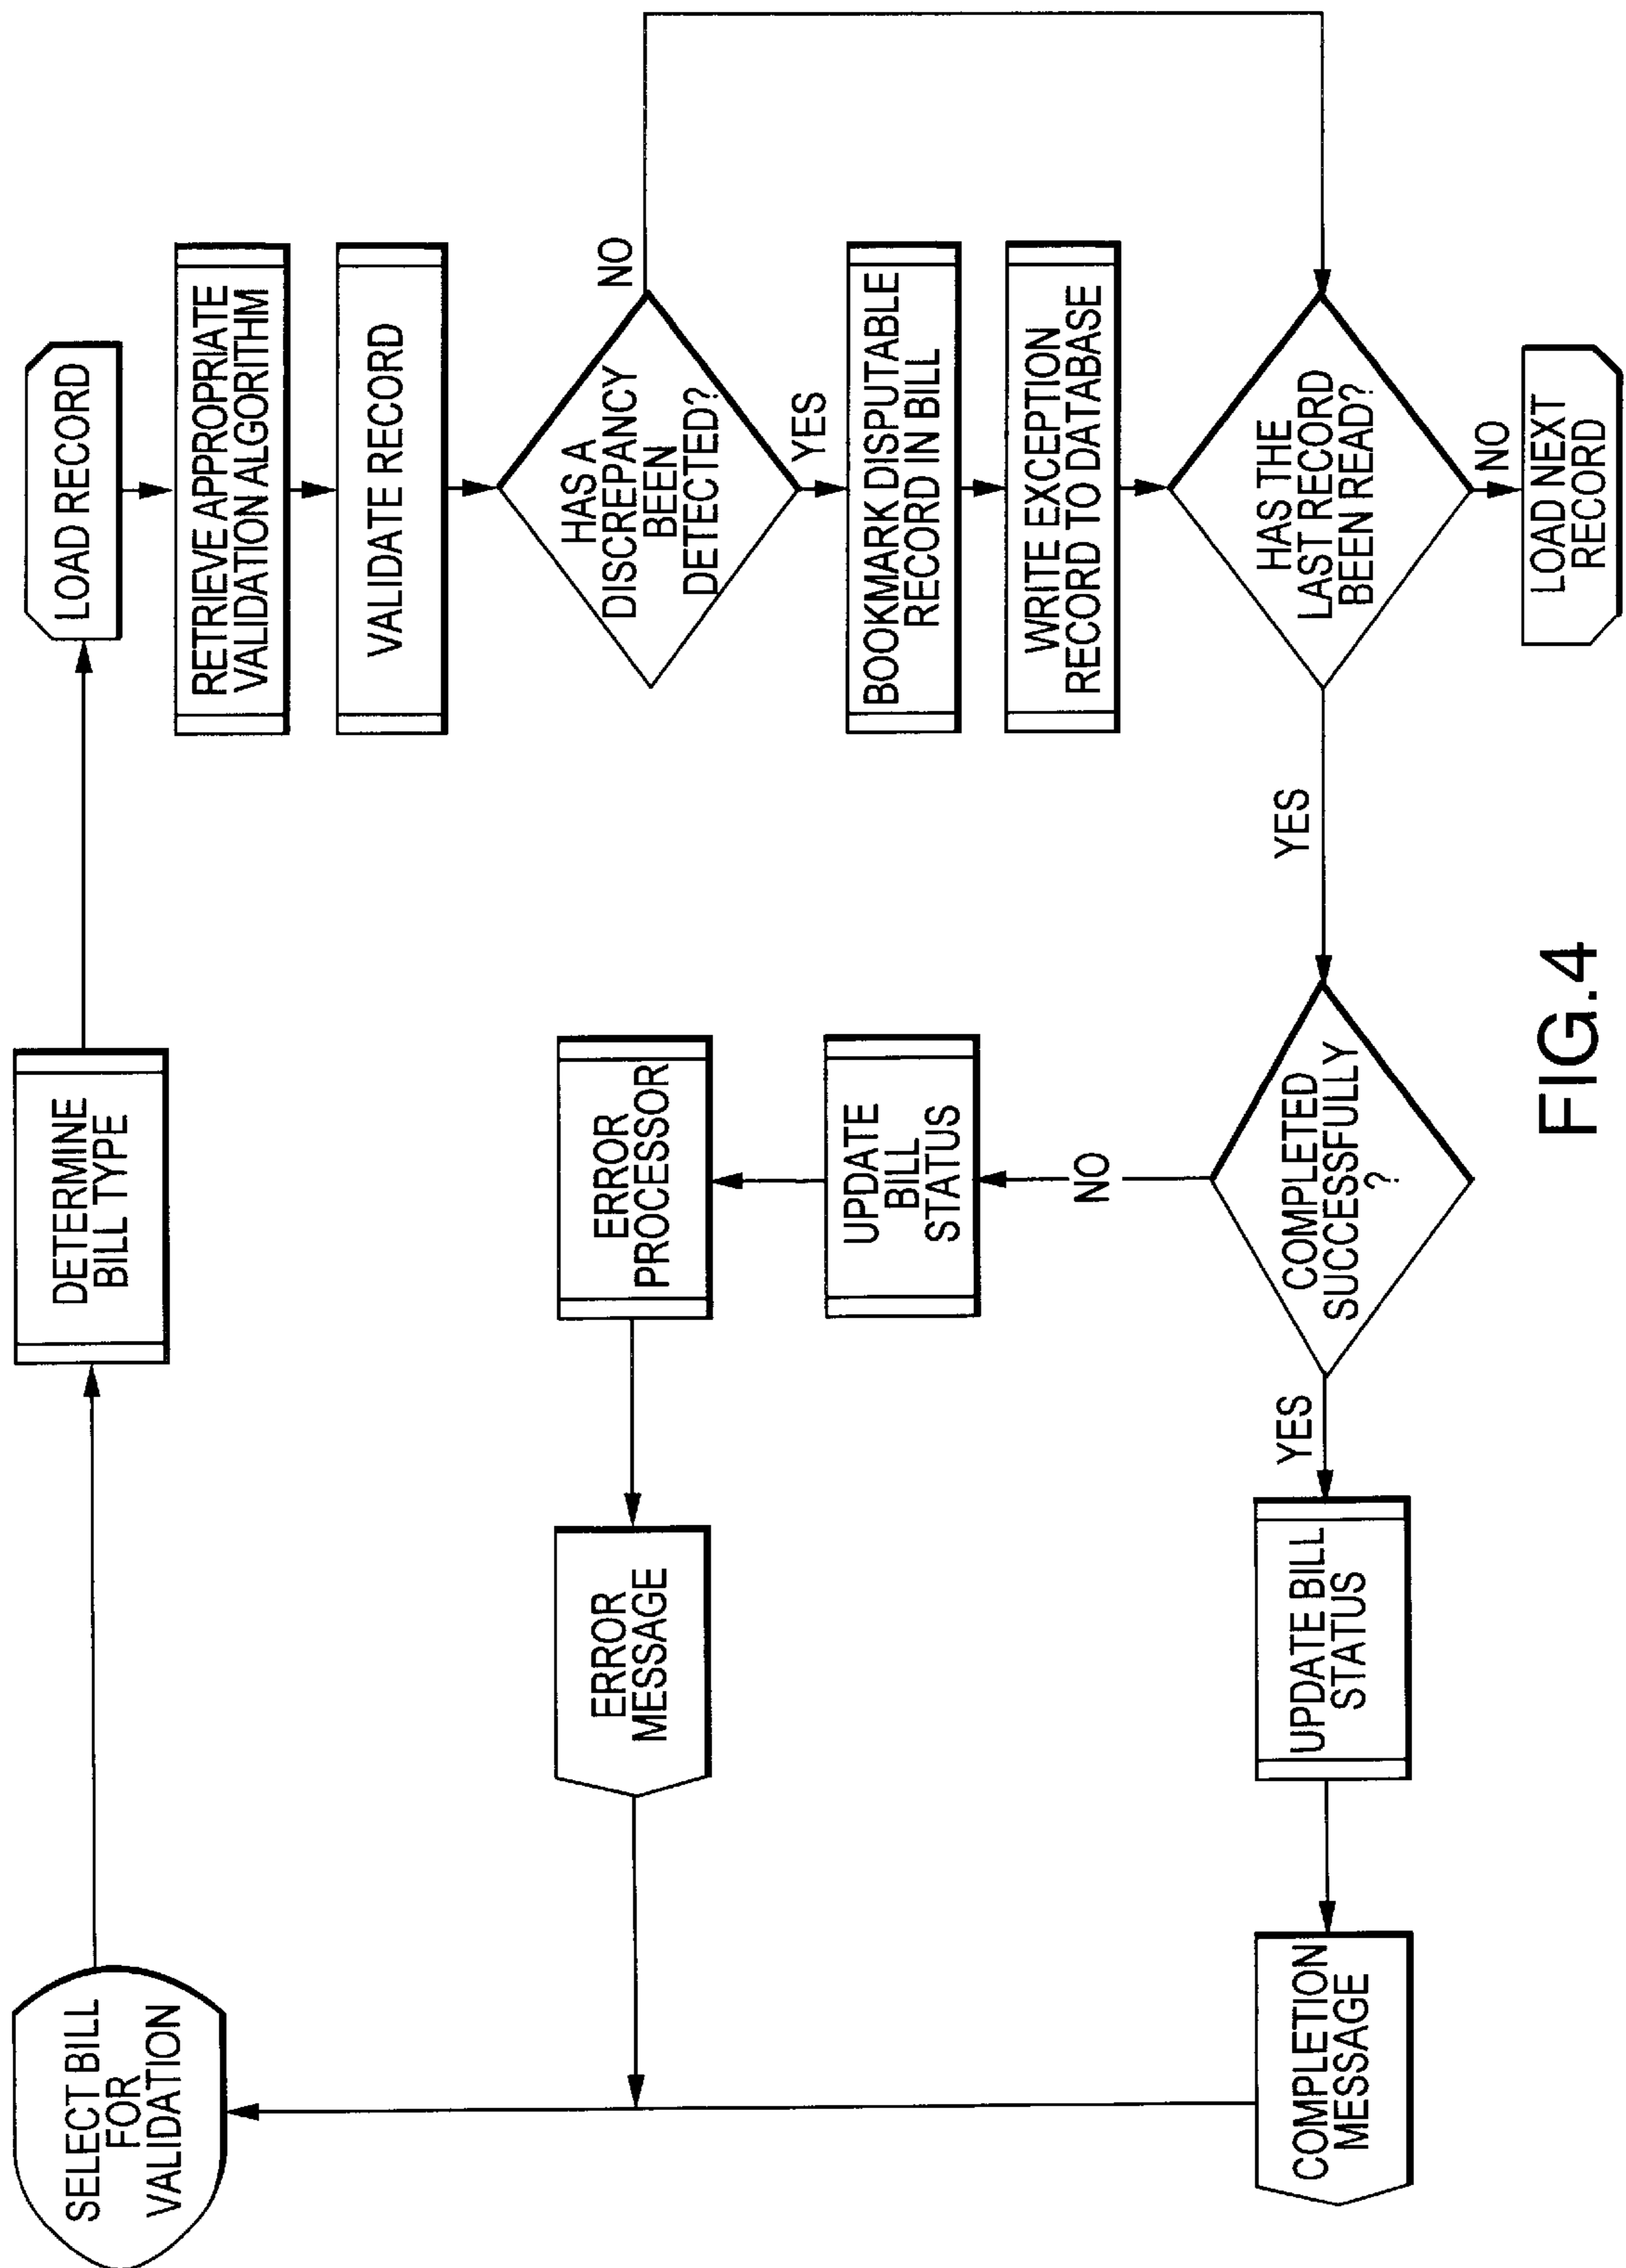 SELECT BILL
FOR
VALIDATION
DETERMINE
BILL TYPE
LOAD RECORD
RETRIEVE APPROPRIATE
VALIDATION ALGORITHM
VALIDATE RECORD
HAS A
DISCREPANCY
BEEN
DETECTED?
NO
YES
BOOKMARK DISPUTABLE
RECORD IN BILL
WRITE EXCEPTION
RECORD TO DATABASE
HAS THE
LAST RECORD
BEEN READ?
NO
LOAD NEXT
RECORD
YES
COMPLETED
SUCCESSFULLY
?
NO
UPDATE
BILL
STATUS
ERROR
PROCESSOR
ERROR
MESSAGE
YES
UPDATE BILL
STATUS
COMPLETION
MESSAGE
FIG.4